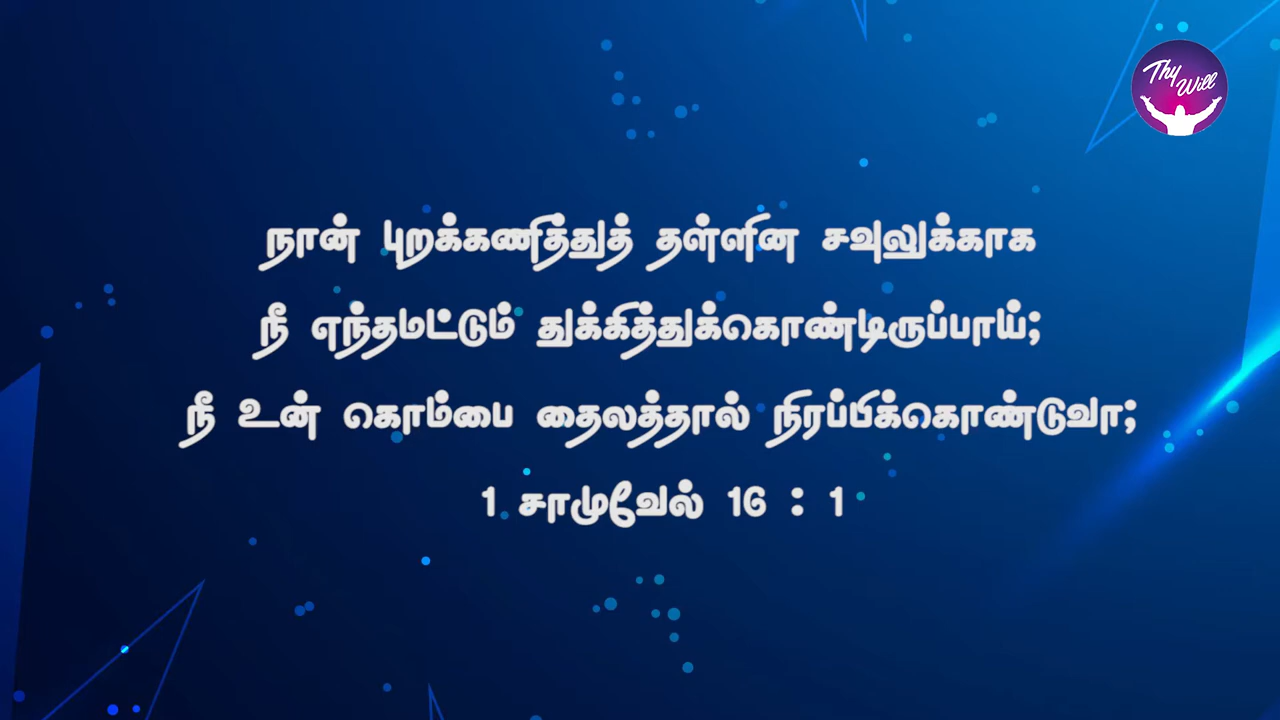 Thy Will
நான் புறக்கணித்துத் தள்ளின சவுலுக்காக
நீ எந்தமட்டும் துக்கித்துக்கொண்டிருப்பாய்;
நீ உன் கொம்பை தைலத்தால் நிரப்பிக்கொண்டுவா;
1 சாமுவேல் 16 : 1